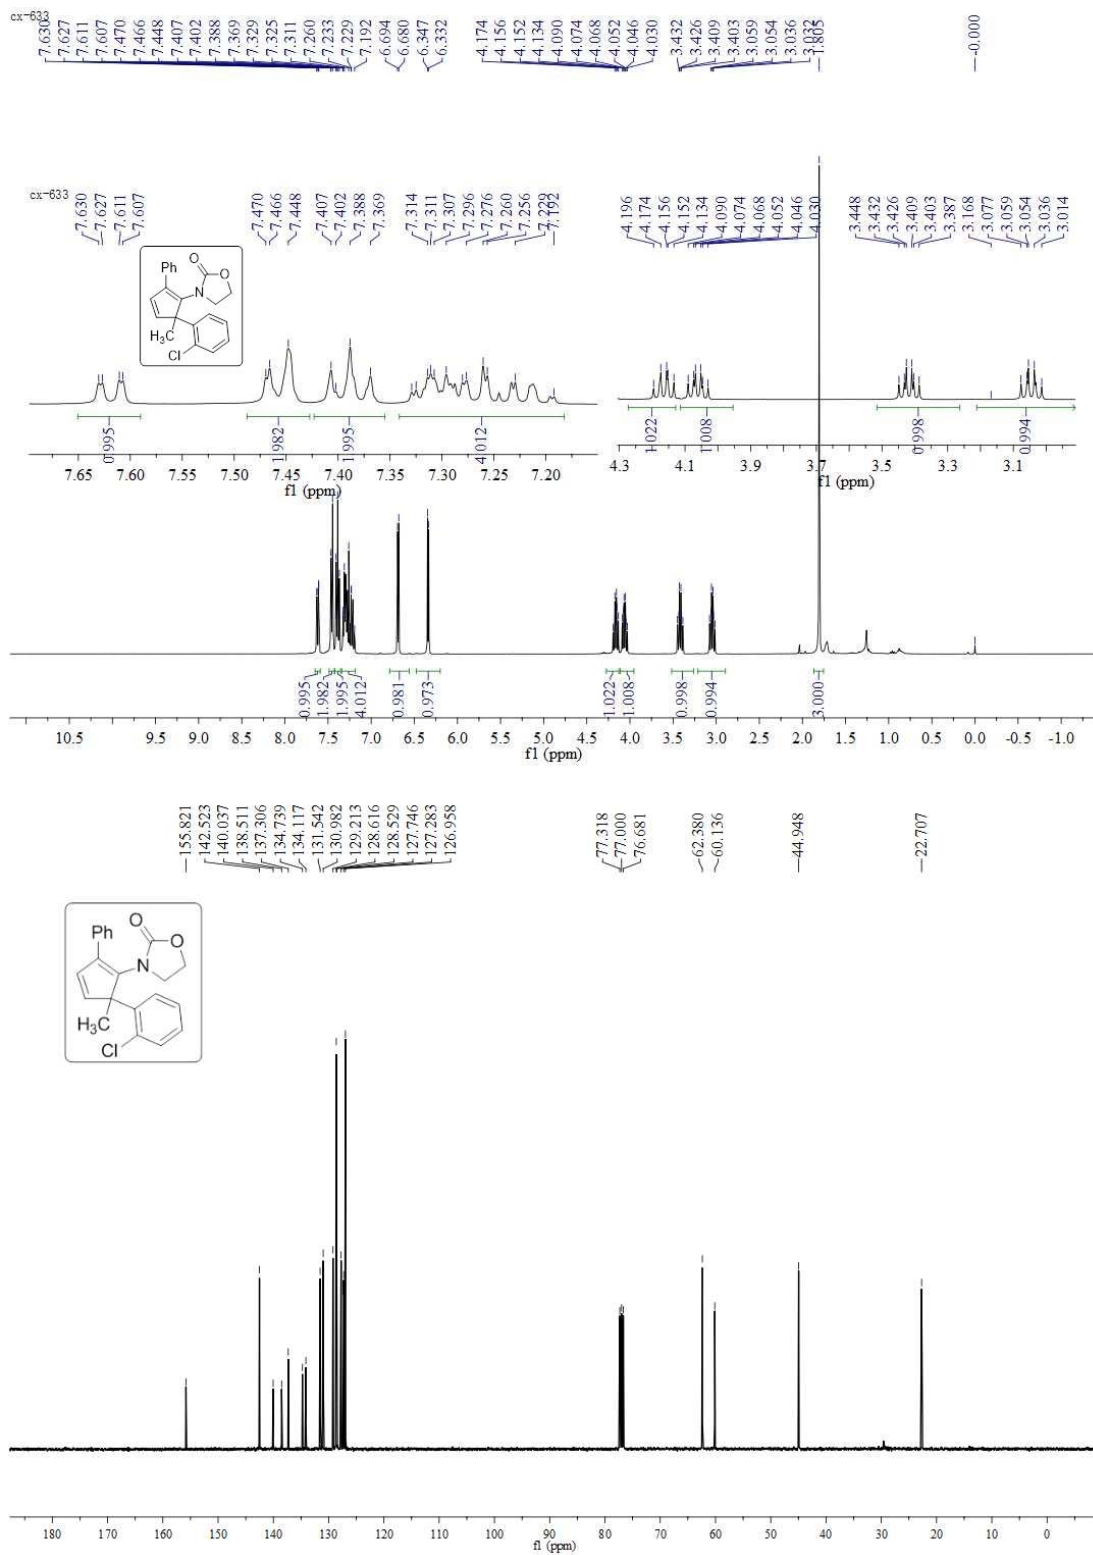 cx-633
7.630 7.627 7.611 7.607 7.470 7.466 7.448 7.407 7.402 7.388 7.369 7.329 7.325 7.311 7.260 7.233 7.229 7.192 6.694 6.680 6.347 6.332 4.174 4.156 4.152 4.134 4.090 4.074 4.068 4.052 4.046 4.030 3.432 3.426 3.409 3.403 3.059 3.054 3.036 3.032 1.805 -0.000
cx-633
7.630 7.627 7.611 7.607 7.470 7.466 7.448 7.407 7.402 7.388 7.369 7.314 7.311 7.307 7.296 7.276 7.260 7.256 7.229 7.192
4.196 4.174 4.156 4.152 4.134 4.090 4.074 4.068 4.052 4.046 4.030 3.448 3.432 3.426 3.409 3.403 3.387 3.168 3.077 3.059 3.054 3.036 3.014
Ph O O N H₃C Cl
0.995 1.982 1.995 4.012
1.022 1.008 0.998 0.994
7.65 7.60 7.55 7.50 7.45 7.40 7.35 7.30 7.25 7.20
f1 (ppm)
4.3 4.1 3.9 3.7 3.5 3.3 3.1
f1 (ppm)
0.995 1.982 1.995 4.012 0.981 0.973 1.022 1.008 0.998 0.994 3.000
10.5 9.5 9.0 8.5 8.0 7.5 7.0 6.5 6.0 5.5 5.0 4.5 4.0 3.5 3.0 2.5 2.0 1.5 1.0 0.5 0.0 -0.5 -1.0
f1 (ppm)
155.821 142.523 140.037 138.511 137.306 134.739 134.117 131.542 130.982 129.213 128.616 128.529 127.746 127.283 126.958 77.318 77.000 76.681 62.380 60.136 44.948 22.707
Ph O O N H₃C Cl
180 170 160 150 140 130 120 110 100 90 80 70 60 50 40 30 20 10 0
f1 (ppm)